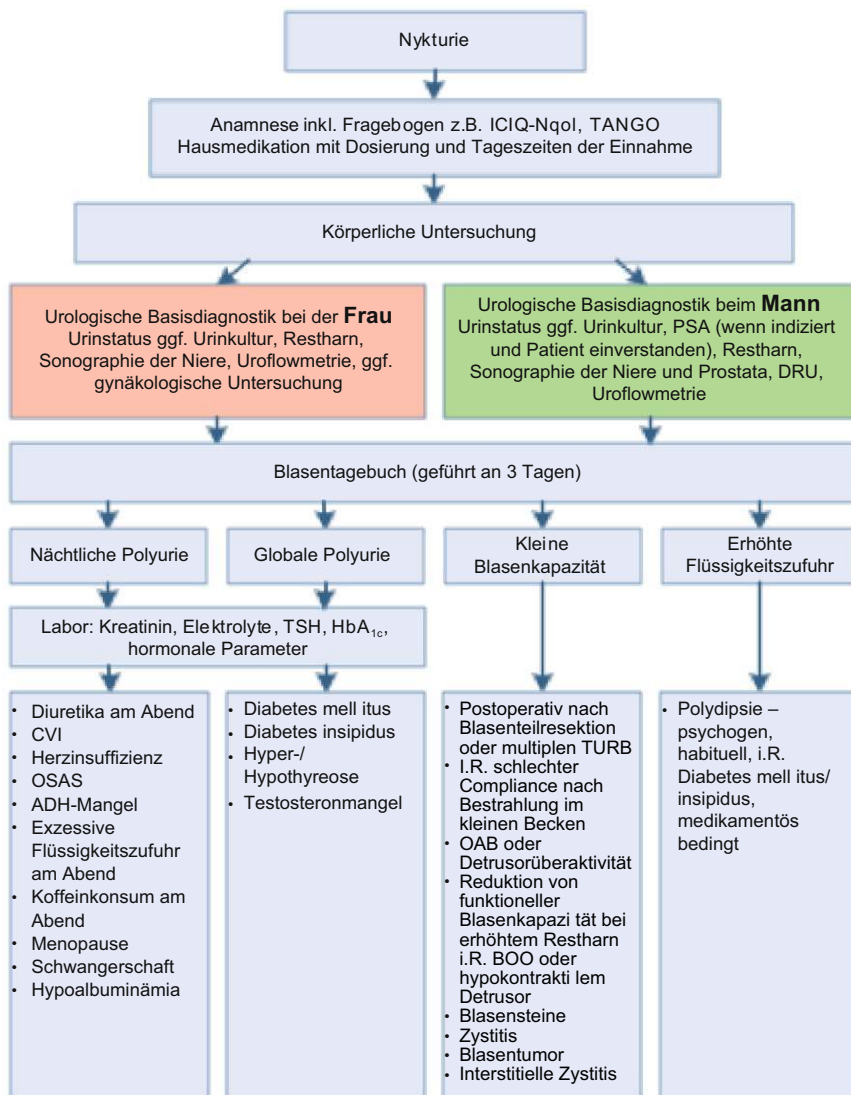 Nykturie
Anamnese inkl. Fragebogen z.B. ICIQ-Nqol, TANGO
Hausmedikation mit Dosierung und Tageszeiten der Einnahme
Körperliche Untersuchung
Urologische Basisdiagnostik bei der Frau
Urinstatus ggf. Urinkultur, Restharn,
Sonographie der Niere, Uroflowmetrie, ggf.
gynäkologische Untersuchung
Urologische Basisdiagnostik beim Mann
Urinstatus ggf. Urinkultur, PSA (wenn indiziert
und Patient einverstanden), Restharn,
Sonographie der Niere und Prostata, DRU,
Uroflowmetrie
Blasentagebuch (geführt an 3 Tagen)
Nächtliche Polyurie
Globale Polyurie
Kleine
Blasenkapazität
Erhöhte
Flüssigkeitszufuhr
Labor: Kreatinin, Elektrolyte, TSH, HbA1c,
hormonale Parameter
• Diuretika am Abend
• CVI
• Herzinsuffizienz
• OSAS
• ADH-Mangel
• Exzessive
Flüssigkeitszufuhr
am Abend
• Koffeinkonsum am
Abend
• Menopause
• Schwangerschaft
• Hypoalbuminämia
• Diabetes mell itus
• Diabetes insipidus
• Hyper-/
Hypothyreose
• Testosteronmangel
• Postoperativ nach
Blasenteilresektion
oder multiplen TURB
• I.R. schlechter
Compliance nach
Bestrahlung im
kleinen Becken
• OAB oder
Detrusorüberaktivität
• Reduktion von
funktioneller
Blasenkapazi tät bei
erhöhtem Restharn
i.R. BOO oder
hypokontrakti lem
Detrusor
• Blasensteine
• Zystitis
• Blasentumor
• Interstitielle Zystitis
• Polydipsie –
psychogen,
habituell, i.R.
Diabetes mell itus/
insipidus,
medikamentös
bedingt